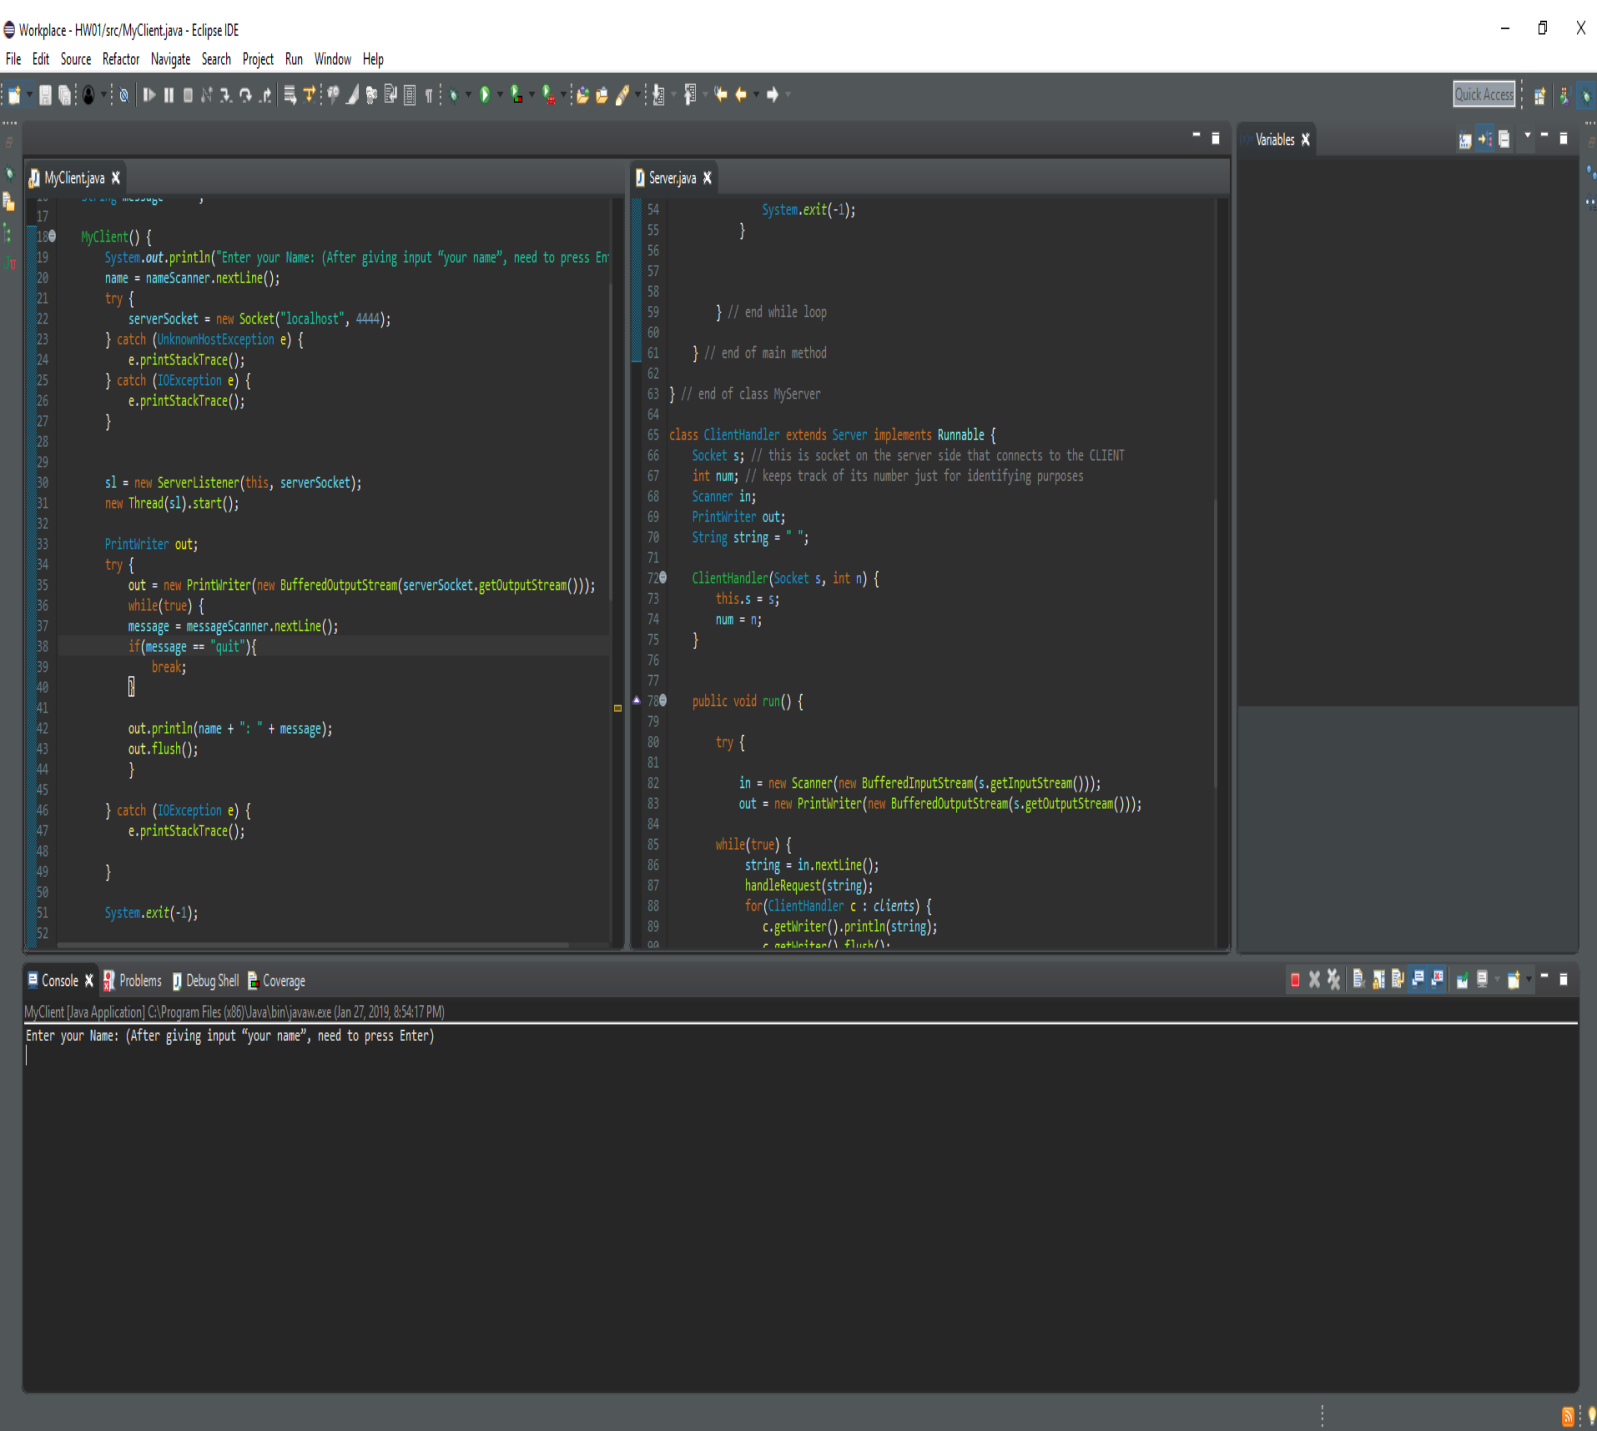 Workplace - HW01/src/MyClient.java - Eclipse IDE
File Edit Source Refactor Navigate Search Project Run Window Help
Quick Access
MyClient.java
17
18 MyClient() {
19 System.out.println("Enter your Name: (After giving input “your name”, need to press En
20 name = nameScanner.nextLine();
21 try {
22 serverSocket = new Socket("localhost", 4444);
23 } catch (UnknownHostException e) {
24 e.printStackTrace();
25 } catch (IOException e) {
26 e.printStackTrace();
27 }
28
29
30 sl = new ServerListener(this, serverSocket);
31 new Thread(sl).start();
32
33 PrintWriter out;
34 try {
35 out = new PrintWriter(new BufferedOutputStream(serverSocket.getOutputStream()));
36 while(true) {
37 message = messageScanner.nextLine();
38 if(message == "quit"){
39 break;
40 }
41
42 out.println(name + ": " + message);
43 out.flush();
44 }
45
46 } catch (IOException e) {
47 e.printStackTrace();
48
49 }
50
51 System.exit(-1);
52
Server.java
54 System.exit(-1);
55 }
56
57
58
59 } // end while loop
60
61 } // end of main method
62
63 } // end of class MyServer
64
65 class ClientHandler extends Server implements Runnable {
66 Socket s; // this is socket on the server side that connects to the CLIENT
67 int num; // keeps track of its number just for identifying purposes
68 Scanner in;
69 PrintWriter out;
70 String string = " ";
71
72 ClientHandler(Socket s, int n) {
73 this.s = s;
74 num = n;
75 }
76
77
78 public void run() {
79
80 try {
81
82 in = new Scanner(new BufferedInputStream(s.getInputStream()));
83 out = new PrintWriter(new BufferedOutputStream(s.getOutputStream()));
84
85 while(true) {
86 string = in.nextLine();
87 handleRequest(string);
88 for(ClientHandler c : clients) {
89 c.getWriter().println(string);
90 c.getWriter().flush();
Variables
Console Problems Debug Shell Coverage
MyClient [Java Application] C:\Program Files (x86)\Java\bin\javaw.exe (Jan 27, 2019, 8:54:17 PM)
Enter your Name: (After giving input “your name”, need to press Enter)